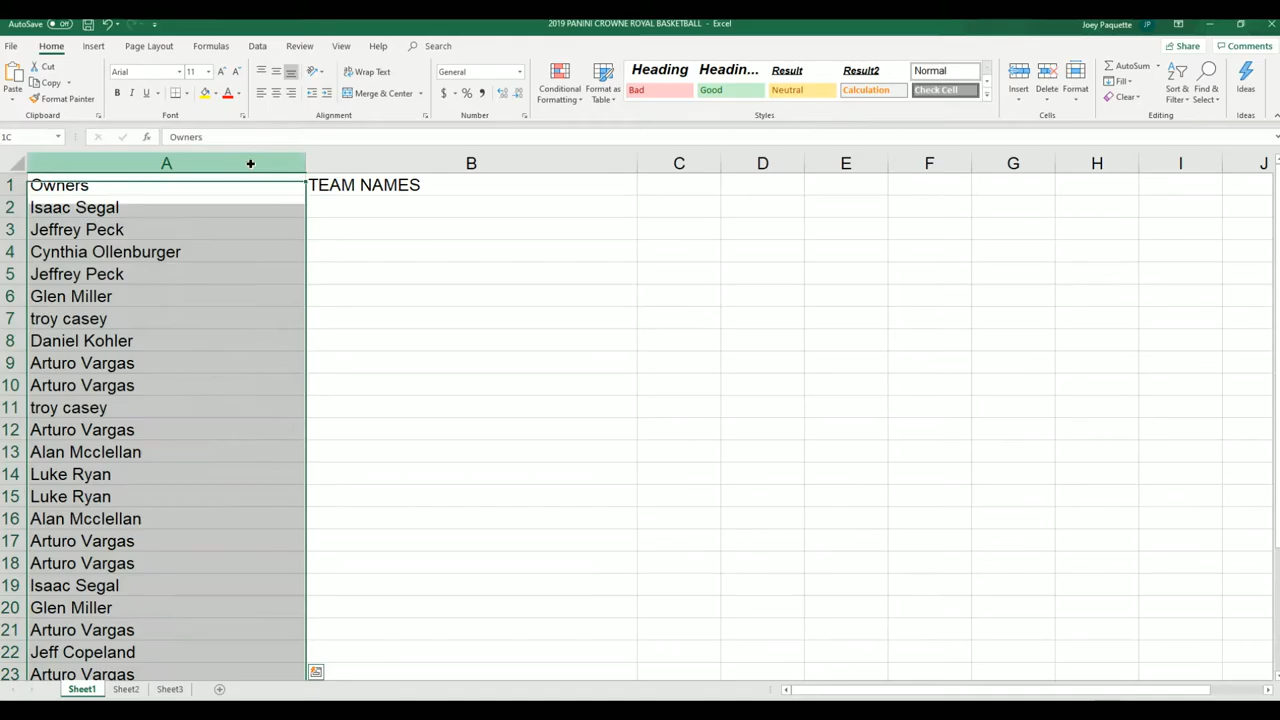 AutoSave Off 2019 PANINI CROWNE ROYAL BASKETBALL - Excel Joey Paquette JP
File Home Insert Page Layout Formulas Data Review View Help Search Share Comments
Paste Cut Copy Format Painter
Arial 11 B I U A A A
Wrap Text Merge & Center
General $ % 9
Conditional Formatting Format as Table
Heading Headin... Result Result2 Normal
Bad Good Neutral Calculation Check Cell
Insert Delete Format
AutoSum Fill Clear Sort & Filter Find & Select Ideas
Clipboard Font Alignment Number Styles Cells Editing Ideas
1C fx Owners
A B C D E F G H I J
1 Owners TEAM NAMES
2 Isaac Segal
3 Jeffrey Peck
4 Cynthia Ollenburger
5 Jeffrey Peck
6 Glen Miller
7 troy casey
8 Daniel Kohler
9 Arturo Vargas
10 Arturo Vargas
11 troy casey
12 Arturo Vargas
13 Alan Mcclellan
14 Luke Ryan
15 Luke Ryan
16 Alan Mcclellan
17 Arturo Vargas
18 Arturo Vargas
19 Isaac Segal
20 Glen Miller
21 Arturo Vargas
22 Jeff Copeland
23 Arturo Vargas
Sheet1 Sheet2 Sheet3